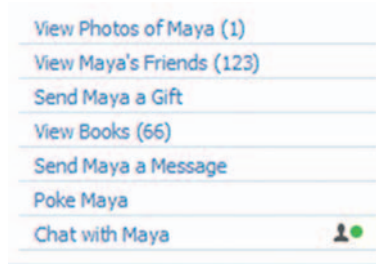 View Photos of Maya (1)
View Maya's Friends (123)
Send Maya a Gift
View Books (66)
Send Maya a Message
Poke Maya
Chat with Maya